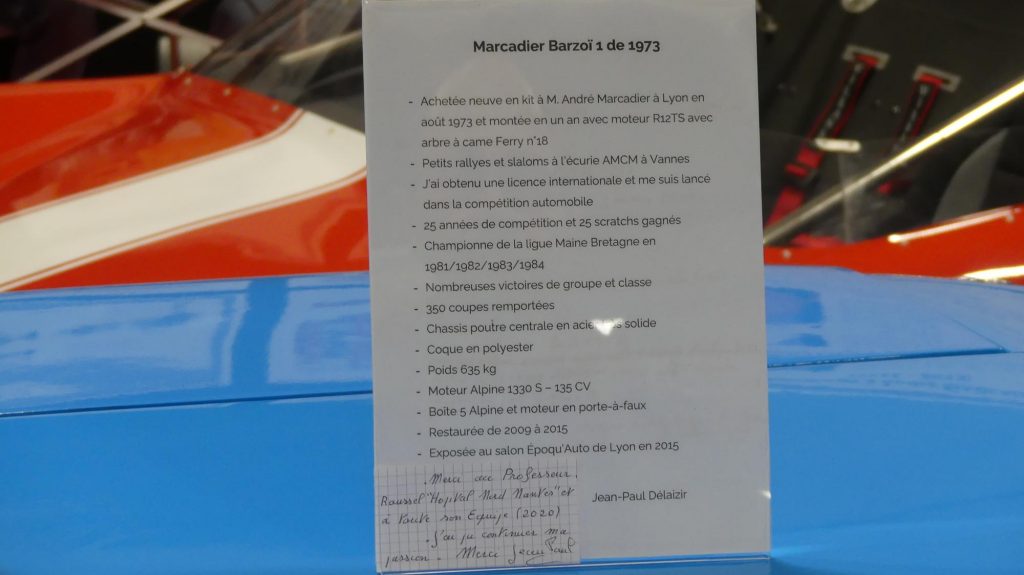 Marcadier Barzoï 1 de 1973
- Achetée neuve en kit à M. André Marcadier à Lyon en
août 1973 et montée en un an avec moteur R12TS avec
arbre à came Ferry n°18
- Petits rallyes et slaloms à l'écurie AMCM à Vannes
- J'ai obtenu une licence internationale et me suis lancé
dans la compétition automobile
- 25 années de compétition et 25 scratchs gagnés
- Championne de la ligue Maine Bretagne en
1981/1982/1983/1984
- Nombreuses victoires de groupe et classe
- 350 coupes remportées
- Chassis poutre centrale en solide
- Coque en polyester
- Poids 635 kg
- Moteur Alpine 1330 S – 135 CV
- Boite 5 Alpine et moteur en porte-à-faux
- Restaurée de 2009 à 2015
- Exposée au salon Époqu'Auto de Lyon en 2015
Jean-Paul Délaizir
. Merci au Professeur
Roussel "Hopital Nord Nantes" et
à toute son Equipe (2020)
. J'ai pu continuer ma
passion. Merci Jean Paul